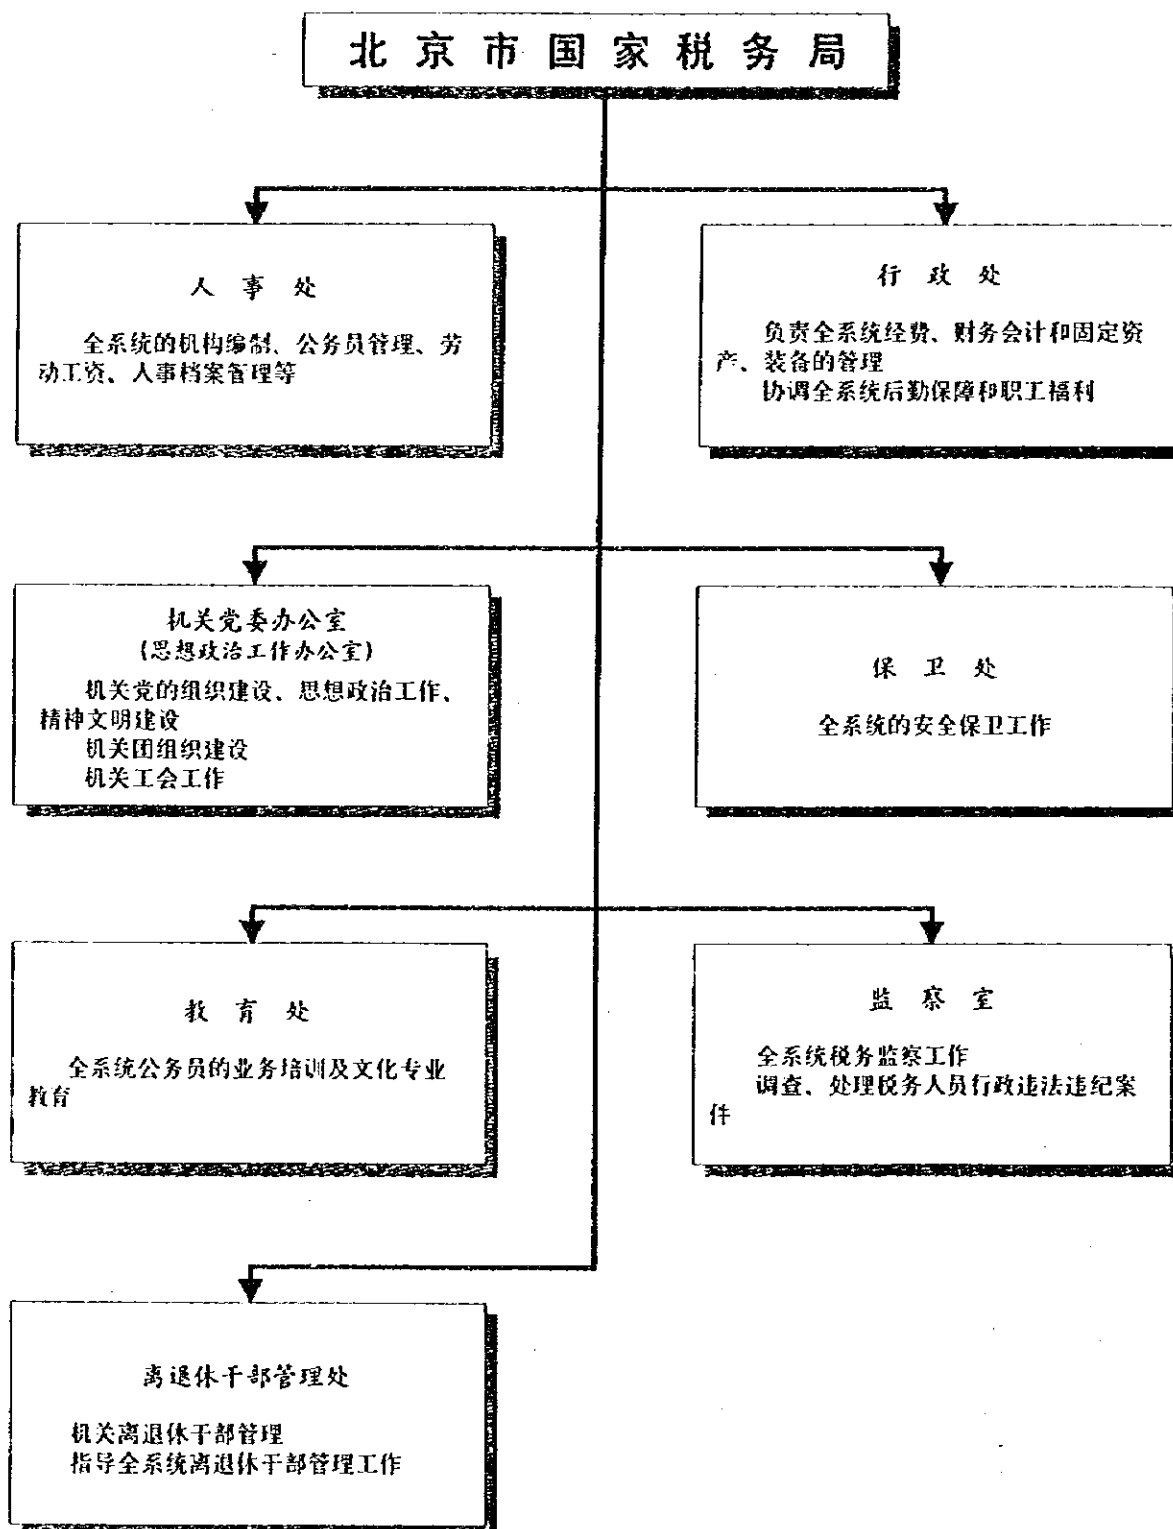 北京市国家税务局
人事处
全系统的机构编制、公务员管理、劳
动工资、人事档案管理等
行政处
负责全系统经费、财务会计和固定资
产、装备的管理
协调全系统后勤保障和职工福利
机关党委办公室
(思想政治工作办公室)
机关党的组织建设、思想政治工作、
精神文明建设
机关团组织建设
机关工会工作
保卫处
全系统的安全保卫工作
教育处
全系统公务员的业务培训及文化专业
教育
监察室
全系统税务监察工作
调查、处理税务人员行政违法违纪案
件
离退休干部管理处
机关离退休干部管理
指导全系统离退休干部管理工作